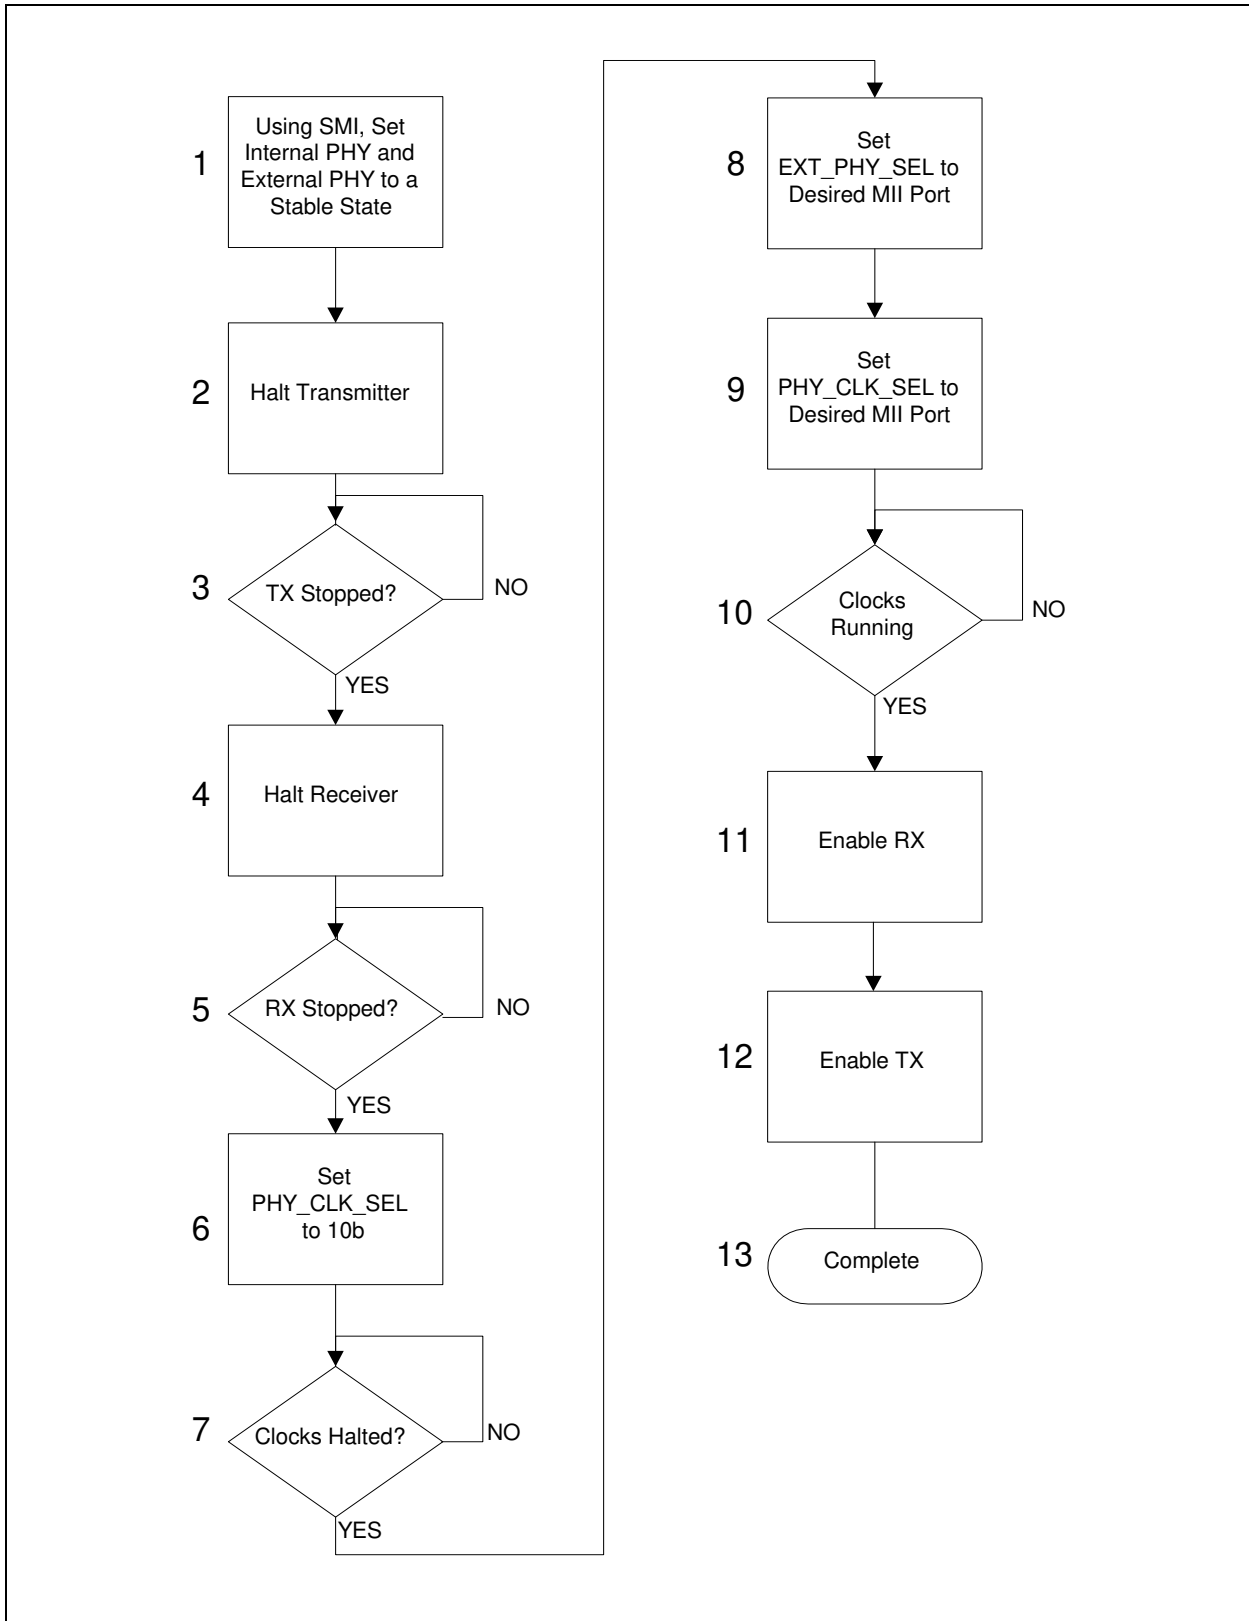 1
Using SMI, Set
Internal PHY and
External PHY to a
Stable State
2
Halt Transmitter
3
TX Stopped?
NO
YES
4
Halt Receiver
5
RX Stopped?
NO
YES
6
Set
PHY_CLK_SEL
to 10b
7
Clocks Halted?
NO
YES
8
Set
EXT_PHY_SEL to
Desired MII Port
9
Set
PHY_CLK_SEL to
Desired MII Port
10
Clocks
Running
NO
YES
11
Enable RX
12
Enable TX
13
Complete